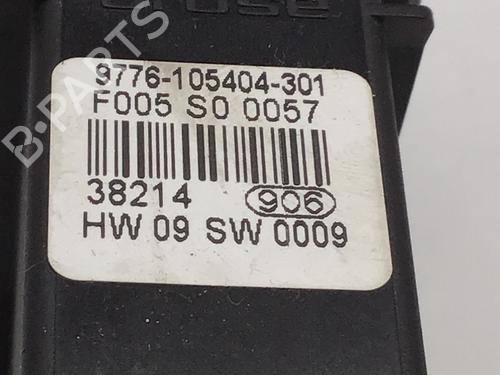 9776-105404-301
F005 S0 0057
38214 906
HW 09 SW 0009
B-PARTS